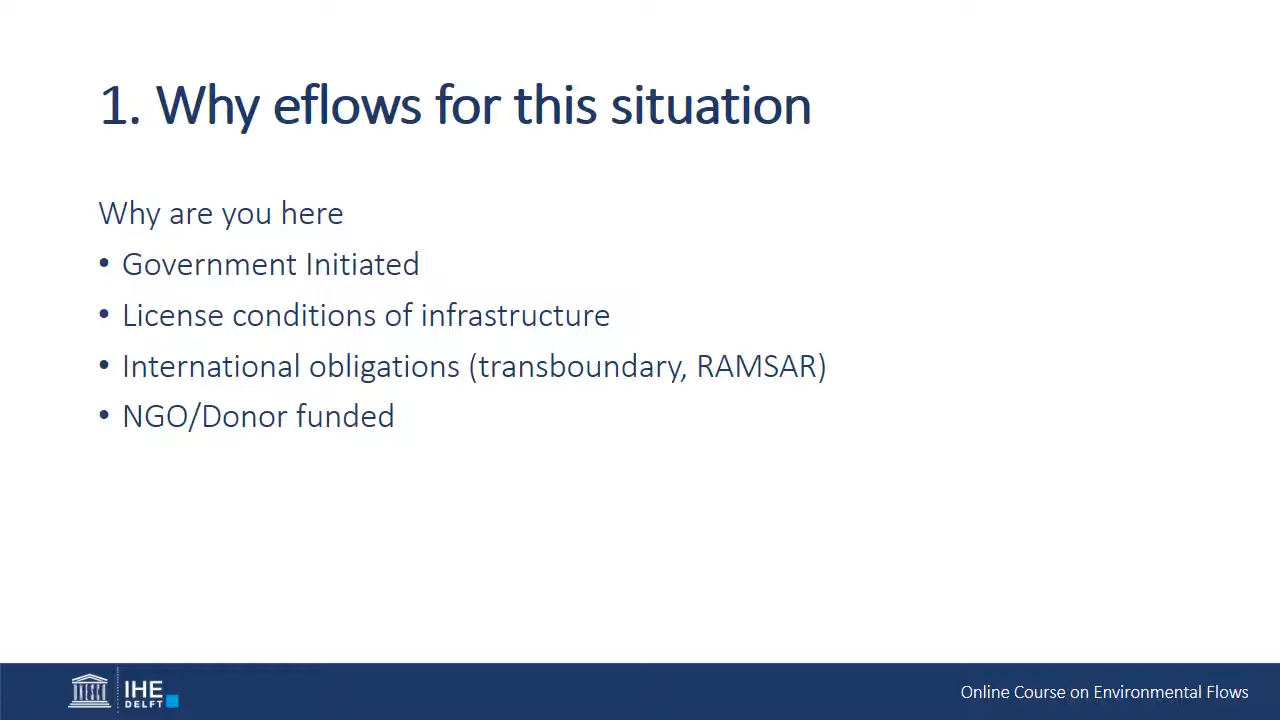 1. Why eflows for this situation
Why are you here
• Government Initiated
• License conditions of infrastructure
• International obligations (transboundary, RAMSAR)
• NGO/Donor funded
UNESCO
IHE
DELFT
Online Course on Environmental Flows